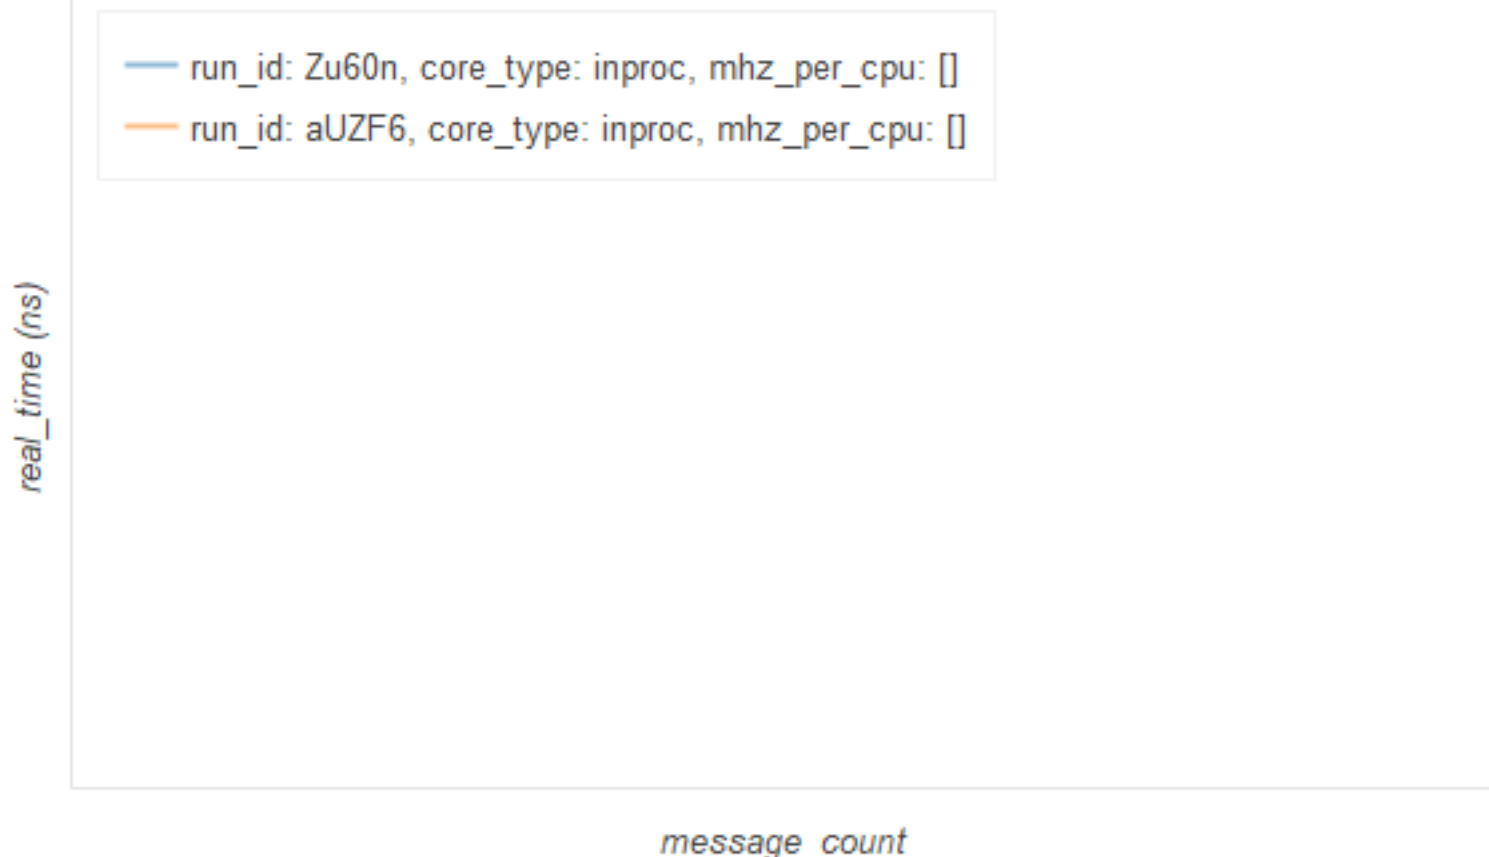 run_id: Zu60n, core_type: inproc, mhz_per_cpu: []
run_id: aUZF6, core_type: inproc, mhz_per_cpu: []
real_time (ns)
message_count